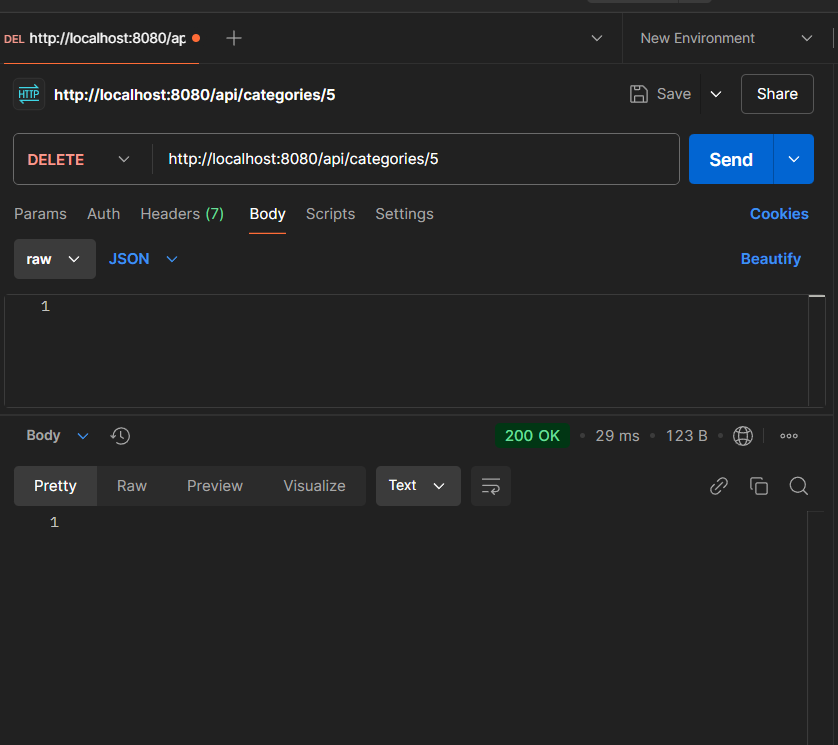 DEL http://localhost:8080/ap
New Environment
HTTP http://localhost:8080/api/categories/5
Save
Share
DELETE
http://localhost:8080/api/categories/5
Send
Params Auth Headers (7) Body Scripts Settings Cookies
raw JSON Beautify
1
Body 200 OK • 29 ms • 123 B •
Pretty Raw Preview Visualize Text
1